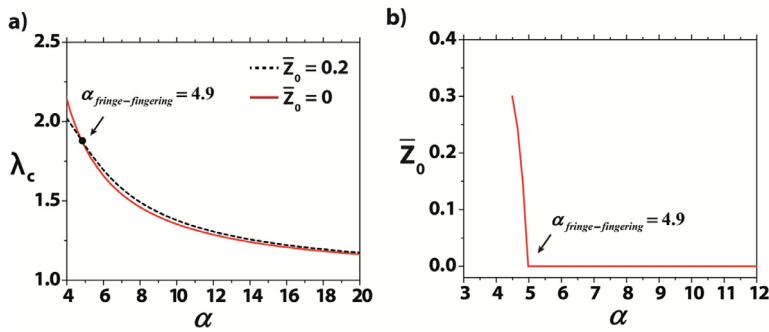 a)
2.5
2.0
1.5
1.0
λc
Z̅0 = 0.2
Z̅0 = 0
αfringe−fingering = 4.9
4 6 8 10 12 14 16 18 20
α
b)
0.4
0.3
0.2
0.1
0.0
Z̅0
αfringe−fingering = 4.9
3 4 5 6 7 8 9 10 11 12
α